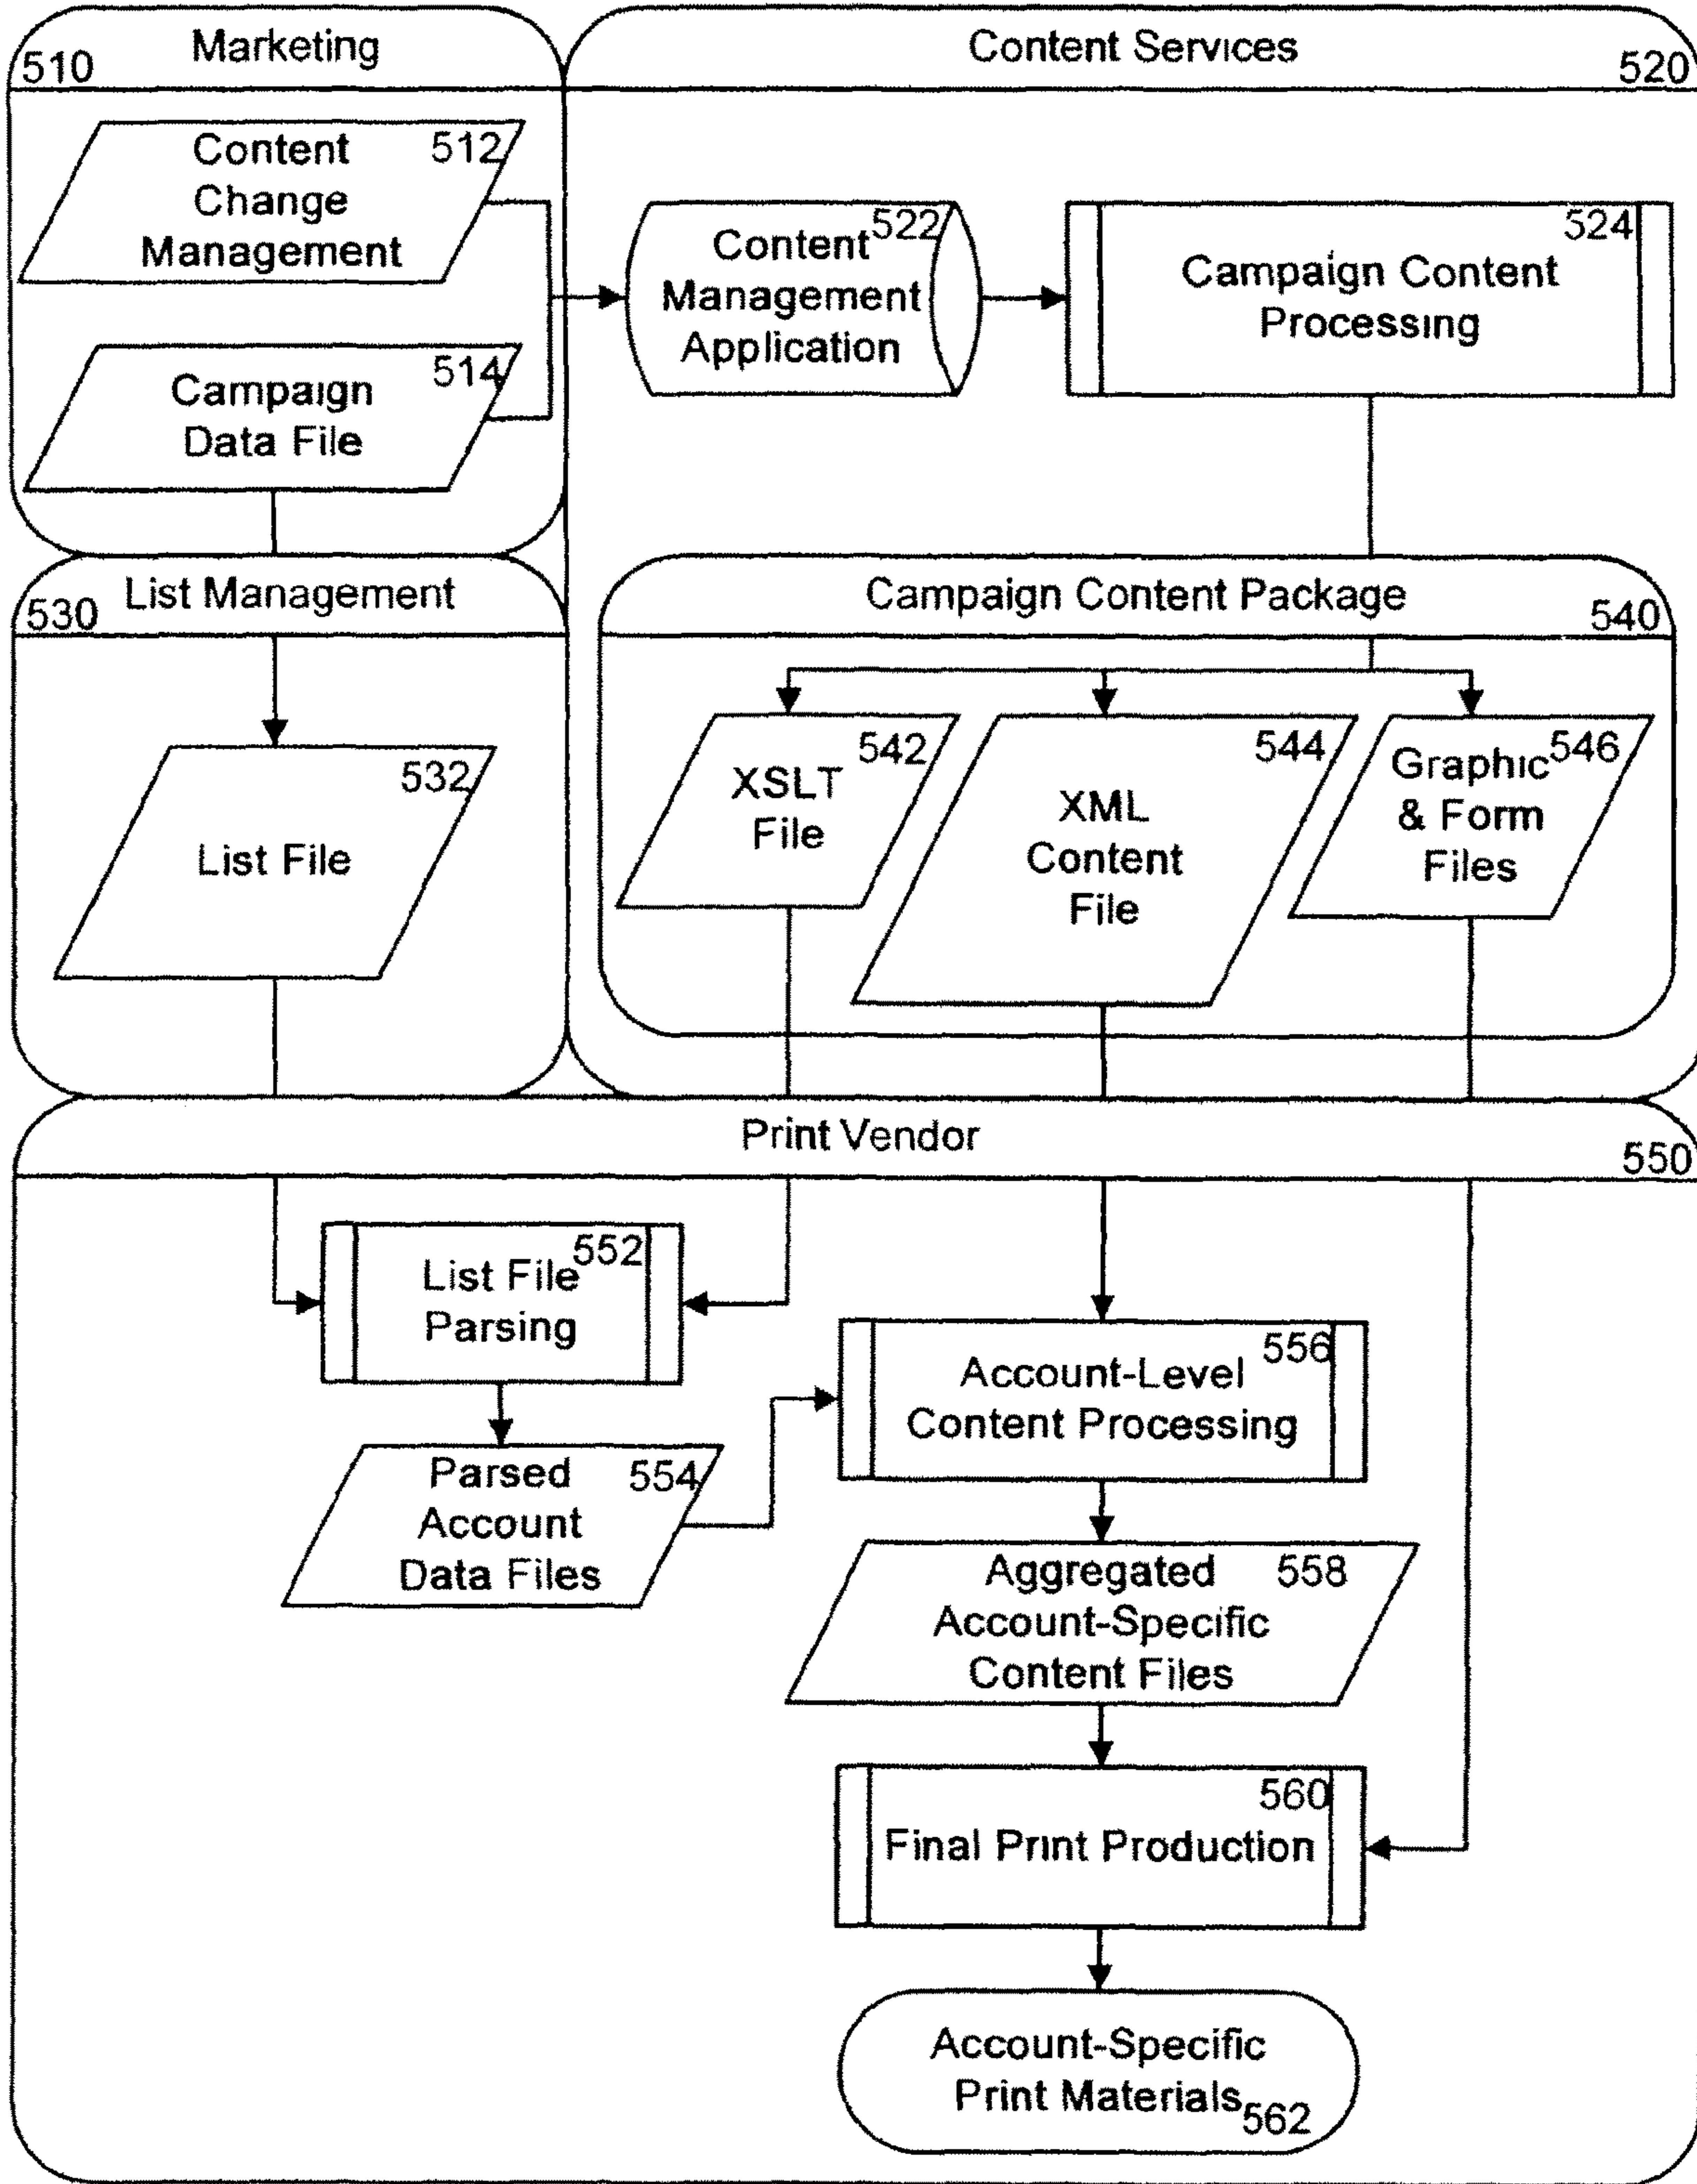 Marketing
510
Content Services
520
Content 512
Change
Management
Campaign 514
Data File
Content 522
Management
Application
524
Campaign Content
Processing
List Management
530
532
List File
Campaign Content Package
540
542
XSLT
File
544
XML
Content
File
Graphic 546
& Form
Files
Print Vendor
550
552
List File
Parsing
Parsed 554
Account
Data Files
556
Account-Level
Content Processing
Aggregated 558
Account-Specific
Content Files
560
Final Print Production
Account-Specific
Print Materials 562